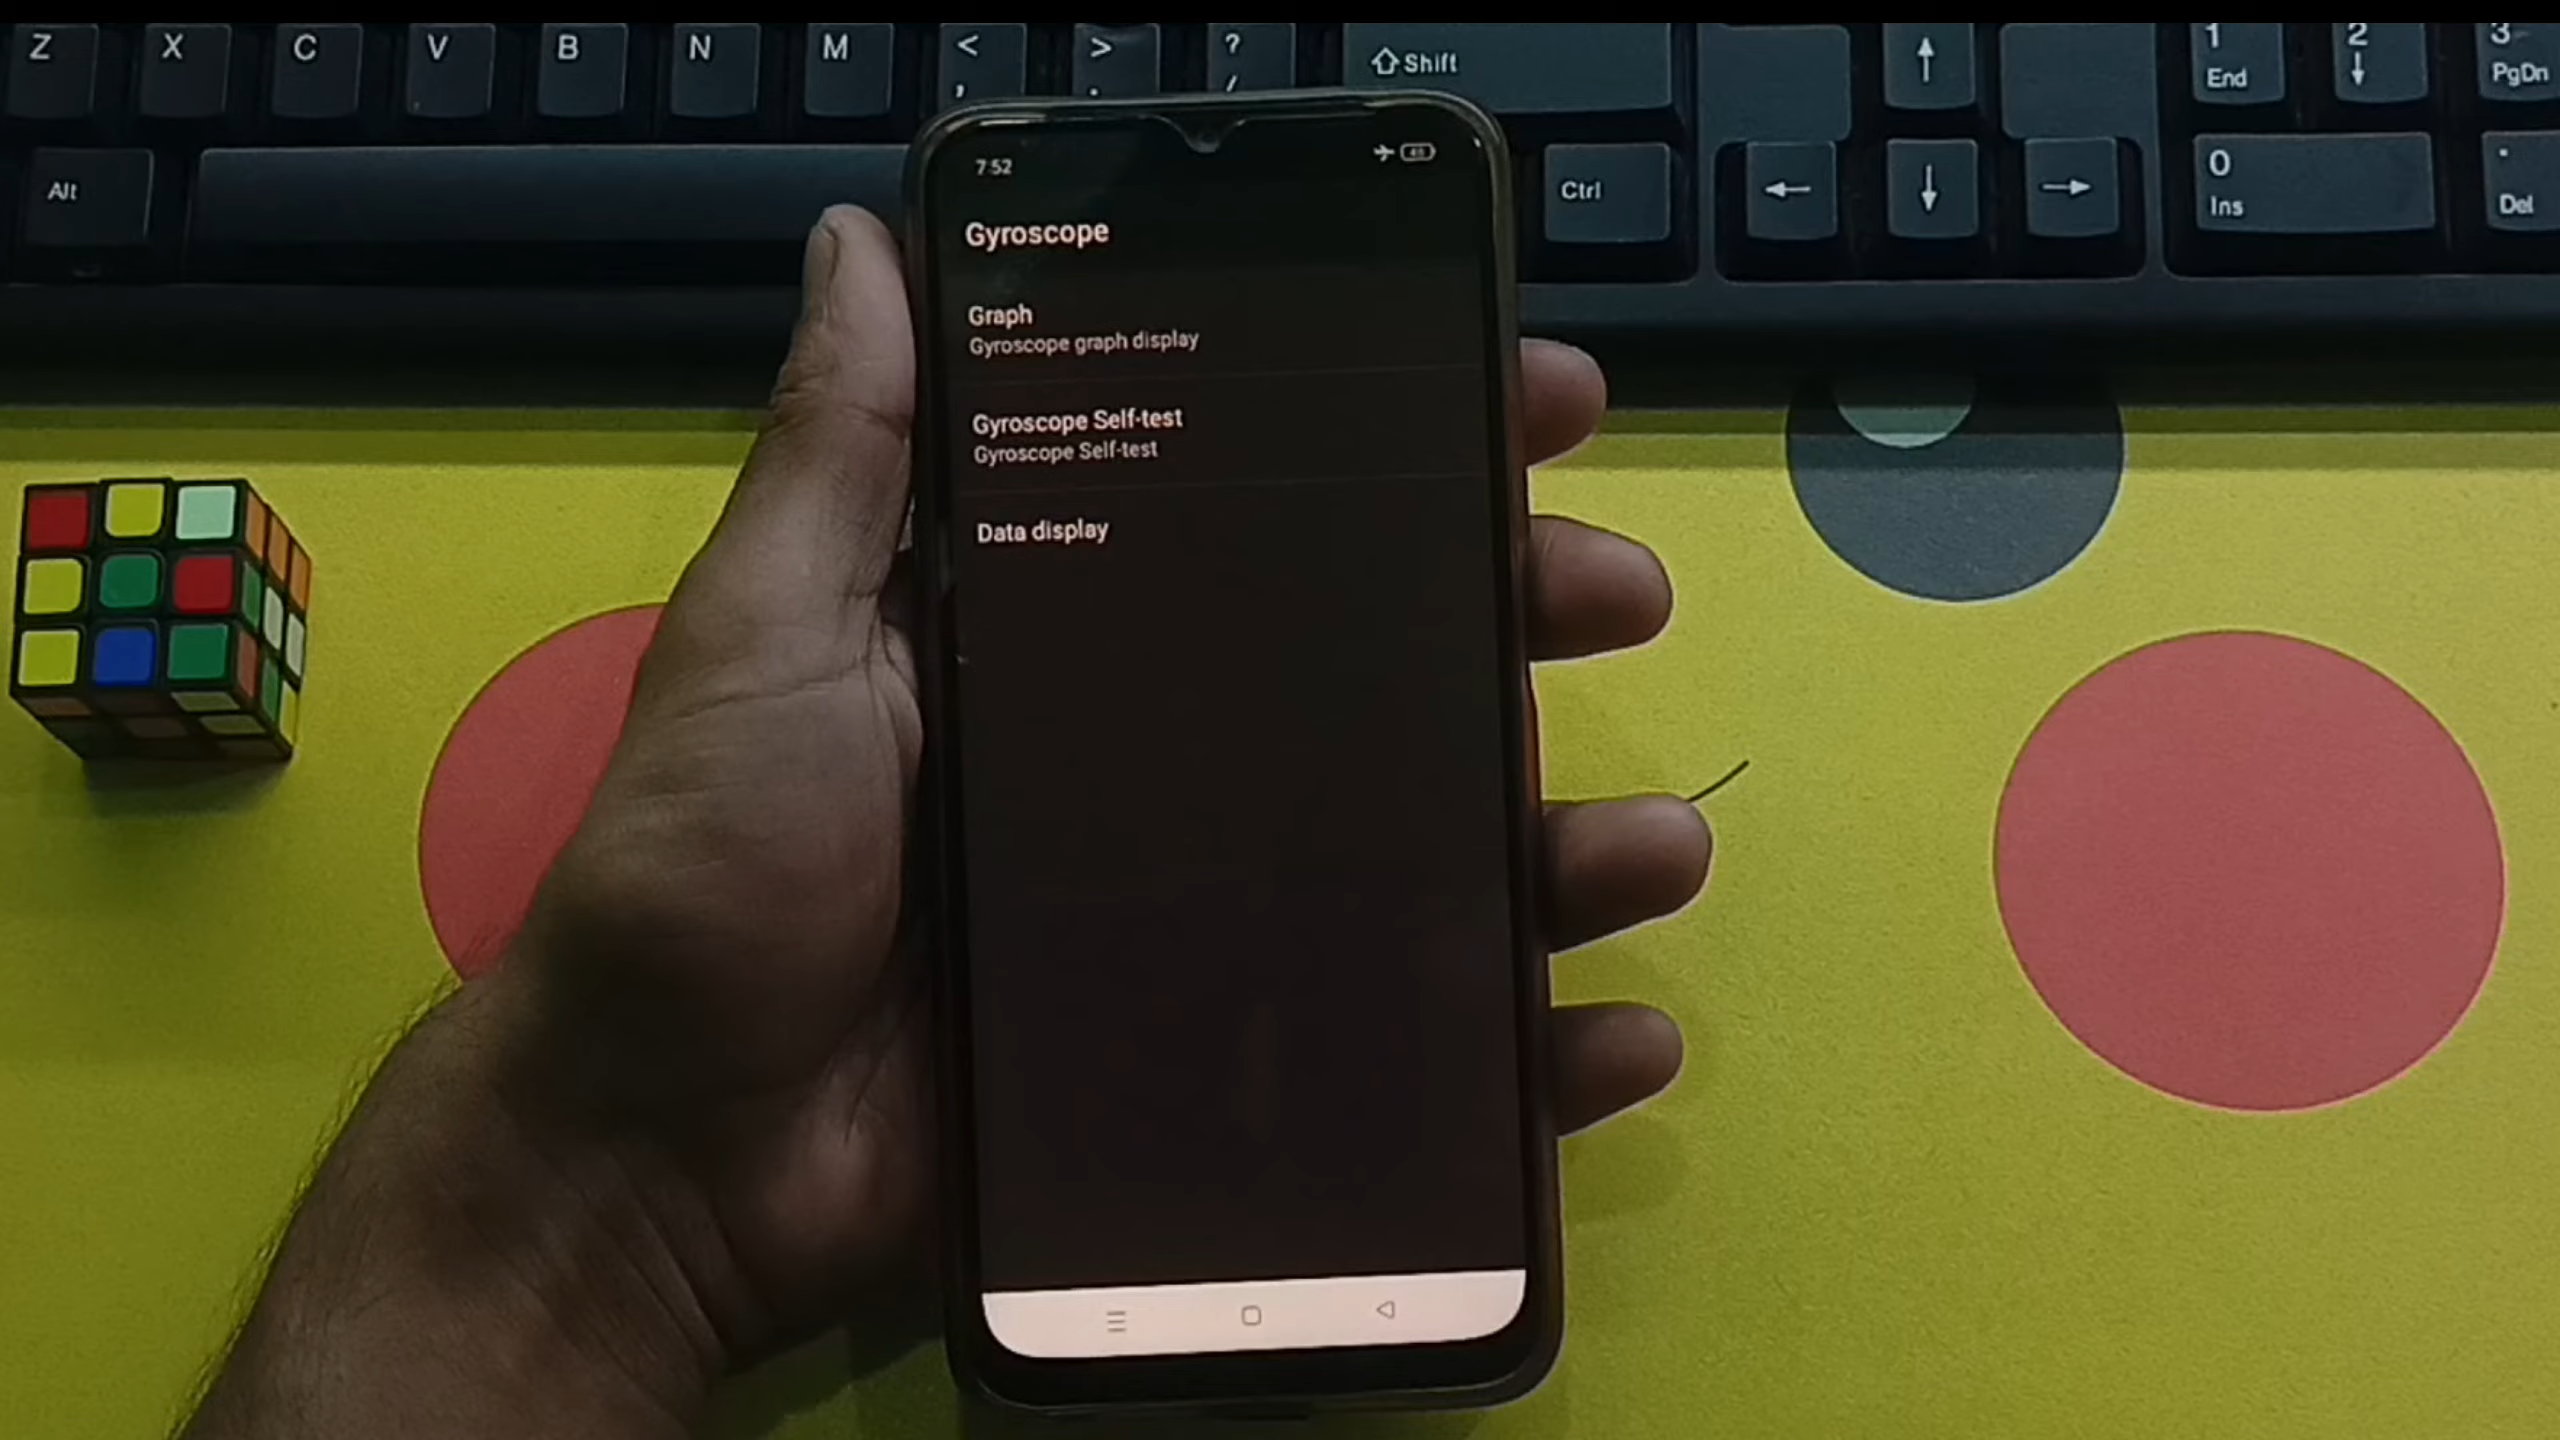 Z X C V B N M < , > . ? / Shift 1 End 2 3 PgDn
Alt Ctrl 0 Ins . Del
7:52
Gyroscope
Graph
Gyroscope graph display
Gyroscope Self-test
Gyroscope Self-test
Data display